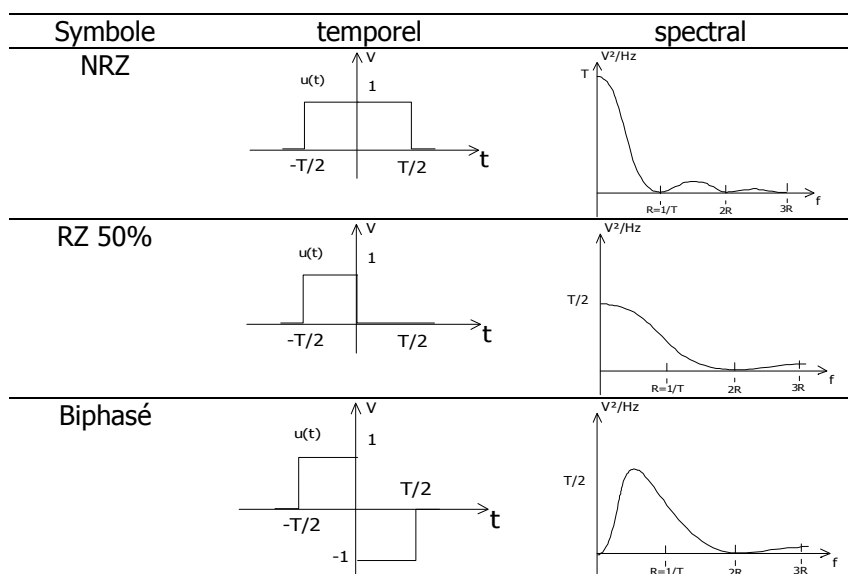 Symbole temporel spectral
NRZ
u(t)
V
1
-T/2 T/2 t
V²/Hz
T
R=1/T 2R 3R f
RZ 50%
u(t)
V
1
-T/2 T/2 t
V²/Hz
T/2
R=1/T 2R 3R f
Biphasé
u(t)
V
1
T/2
-T/2 t
-1
V²/Hz
T/2
R=1/T 2R 3R f